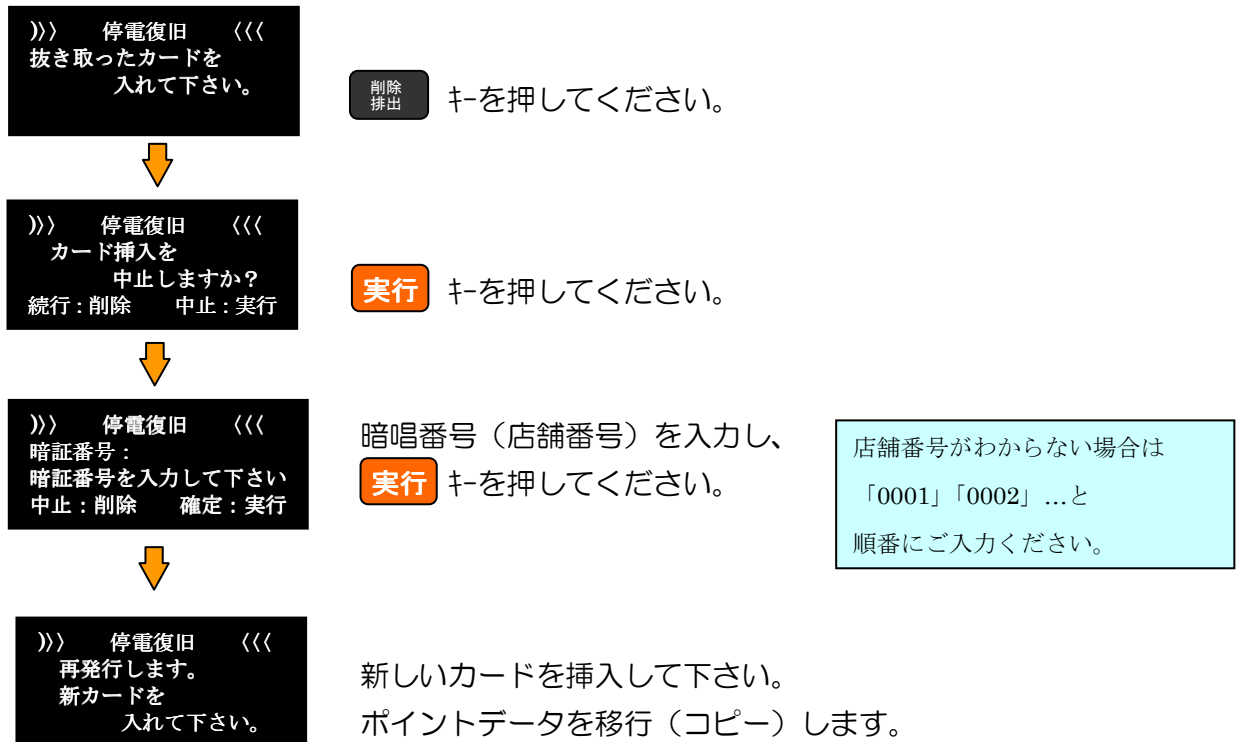 》〉 停電復旧 〈〈〈
抜き取ったカードを
入れて下さい。
削除
排出
ｷｰを押してください。
》〉 停電復旧 〈〈〈
カード挿入を
中止しますか？
続行：削除 中止：実行
実行 ｷｰを押してください。
》〉 停電復旧 〈〈〈
暗証番号：
暗証番号を入力して下さい
中止：削除 確定：実行
暗唱番号（店舗番号）を入力し、
実行 ｷｰを押してください。
店舗番号がわからない場合は
「0001」「0002」…と
順番にご入力ください。
》〉 停電復旧 〈〈〈
再発行します。
新カードを
入れて下さい。
新しいカードを挿入して下さい。
ポイントデータを移行（コピー）します。